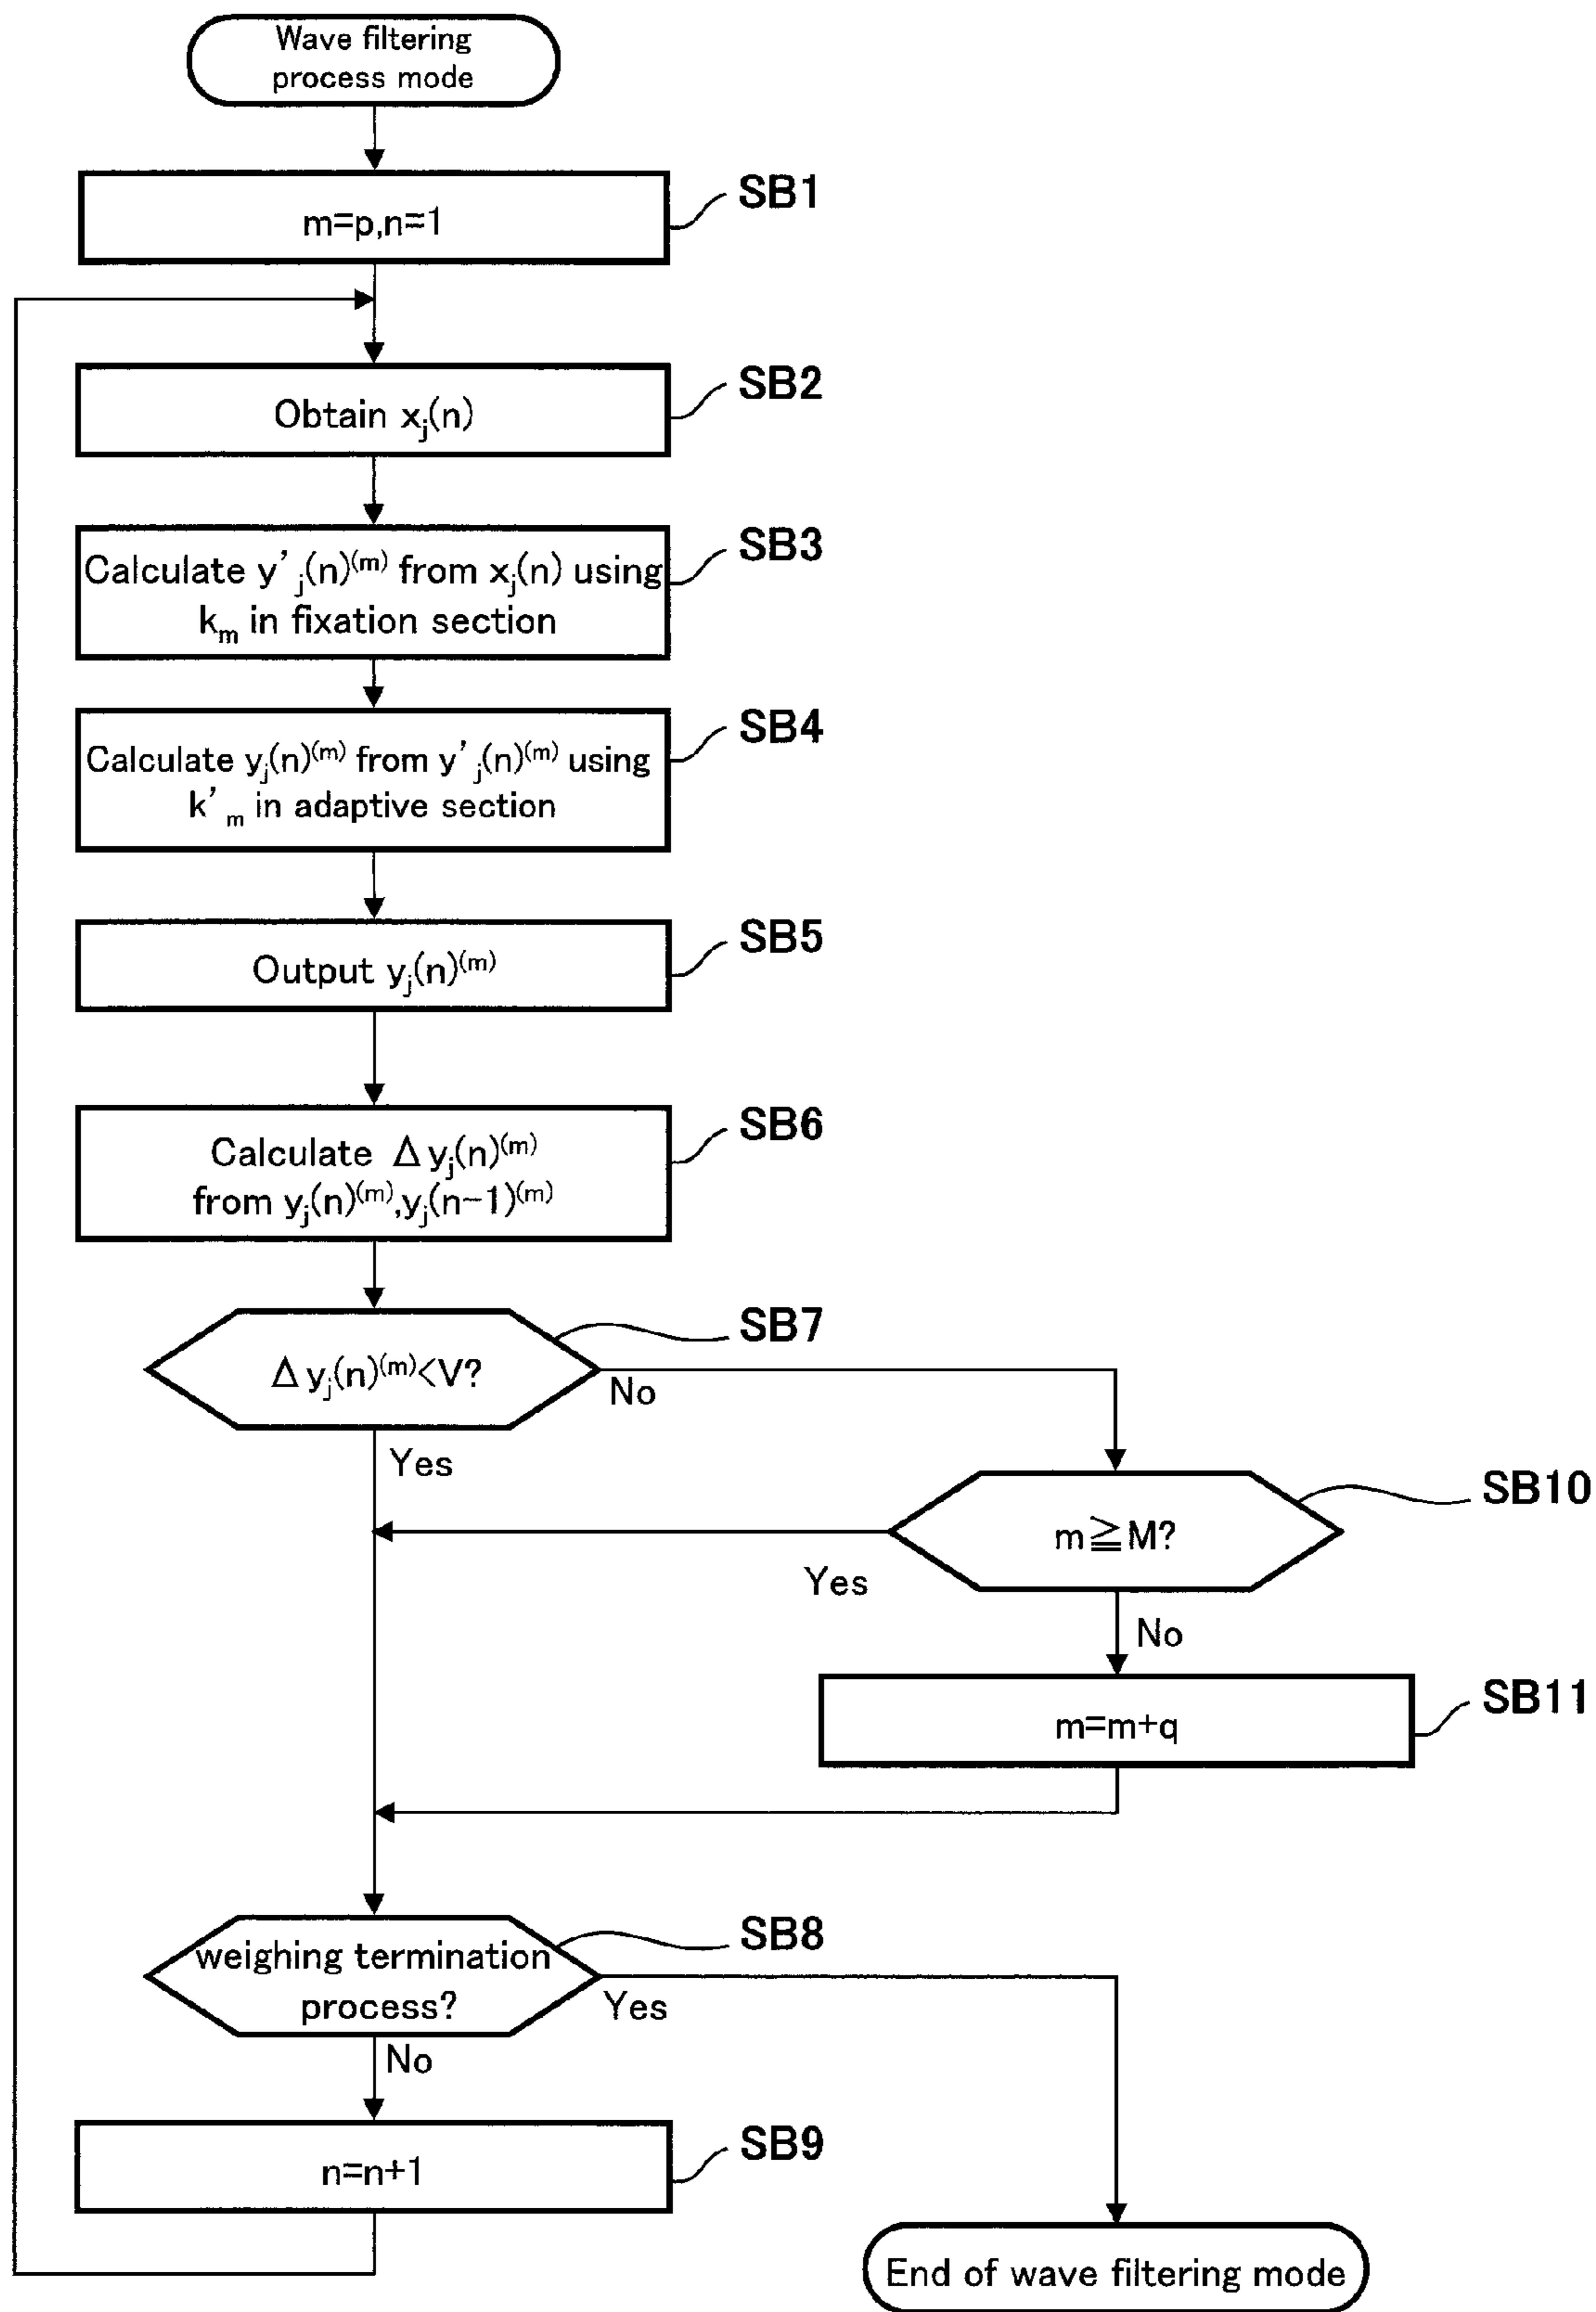 Wave filtering
process mode
SB1
m=p,n=1
SB2
Obtain xj(n)
SB3
Calculate y'j(n)(m) from xj(n) using
km in fixation section
SB4
Calculate yj(n)(m) from y'j(n)(m) using
k'm in adaptive section
SB5
Output yj(n)(m)
SB6
Calculate Δyj(n)(m)
from yj(n)(m),yj(n-1)(m)
SB7
Δyj(n)(m)<V?
No
Yes
SB10
m≧M?
Yes
No
SB11
m=m+q
SB8
weighing termination
process?
Yes
No
SB9
n=n+1
End of wave filtering mode